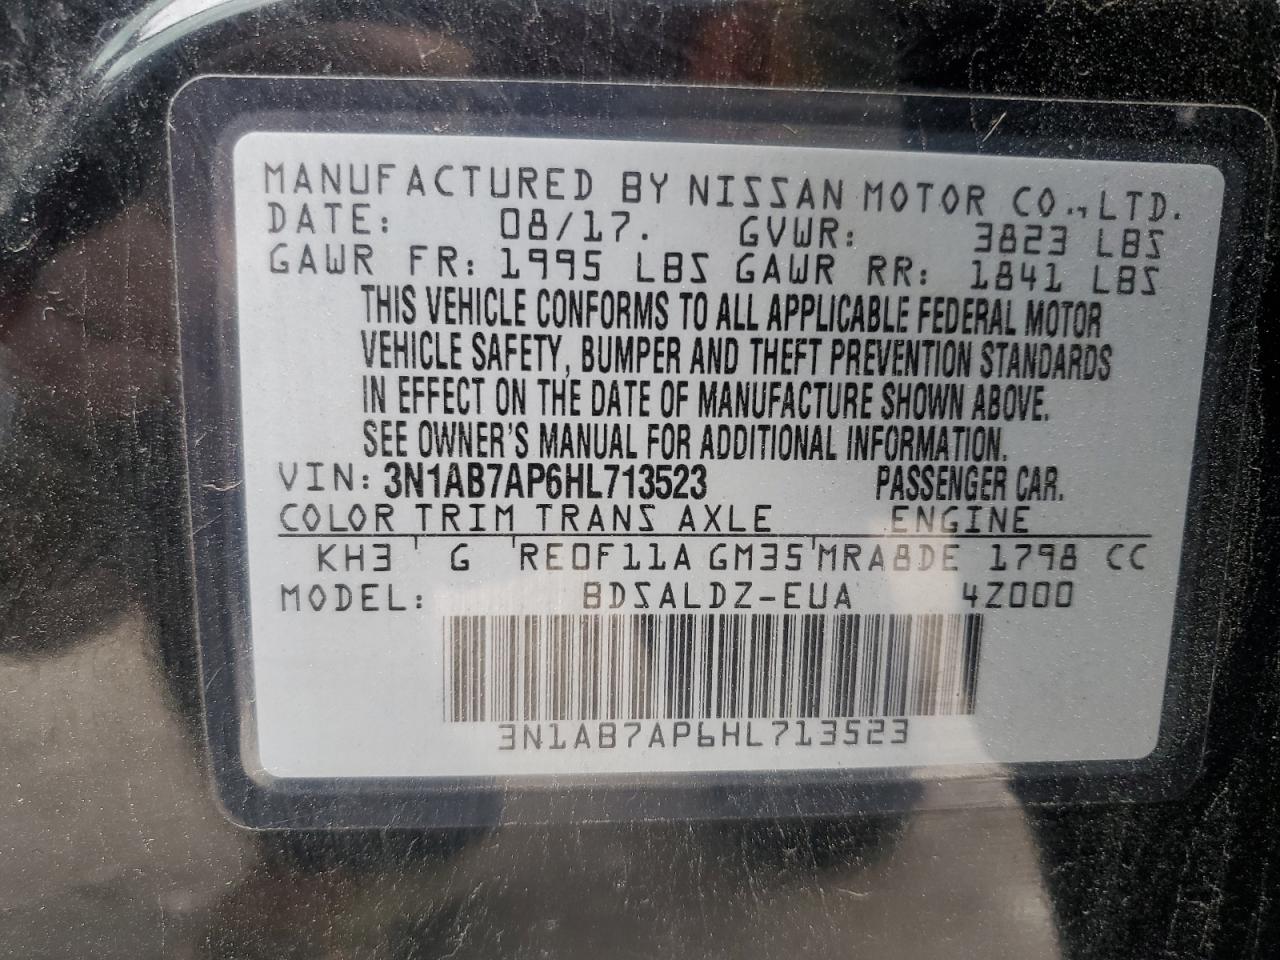 MANUFACTURED BY NISSAN MOTOR CO., LTD.
DATE: 08/17. GVWR: 3823 LBS
GAWR FR: 1995 LBS GAWR RR: 1841 LBS
THIS VEHICLE CONFORMS TO ALL APPLICABLE FEDERAL MOTOR
VEHICLE SAFETY, BUMPER AND THEFT PREVENTION STANDARDS
IN EFFECT ON THE DATE OF MANUFACTURE SHOWN ABOVE.
SEE OWNER'S MANUAL FOR ADDITIONAL INFORMATION.
VIN: 3N1AB7AP6HL713523 PASSENGER CAR.
COLOR TRIM TRANS AXLE ENGINE
KH3 G RE0F11A GM35 MRA8DE 1798 CC
MODEL: BDSALDZ-EUA 4Z000
3N1AB7AP6HL713523